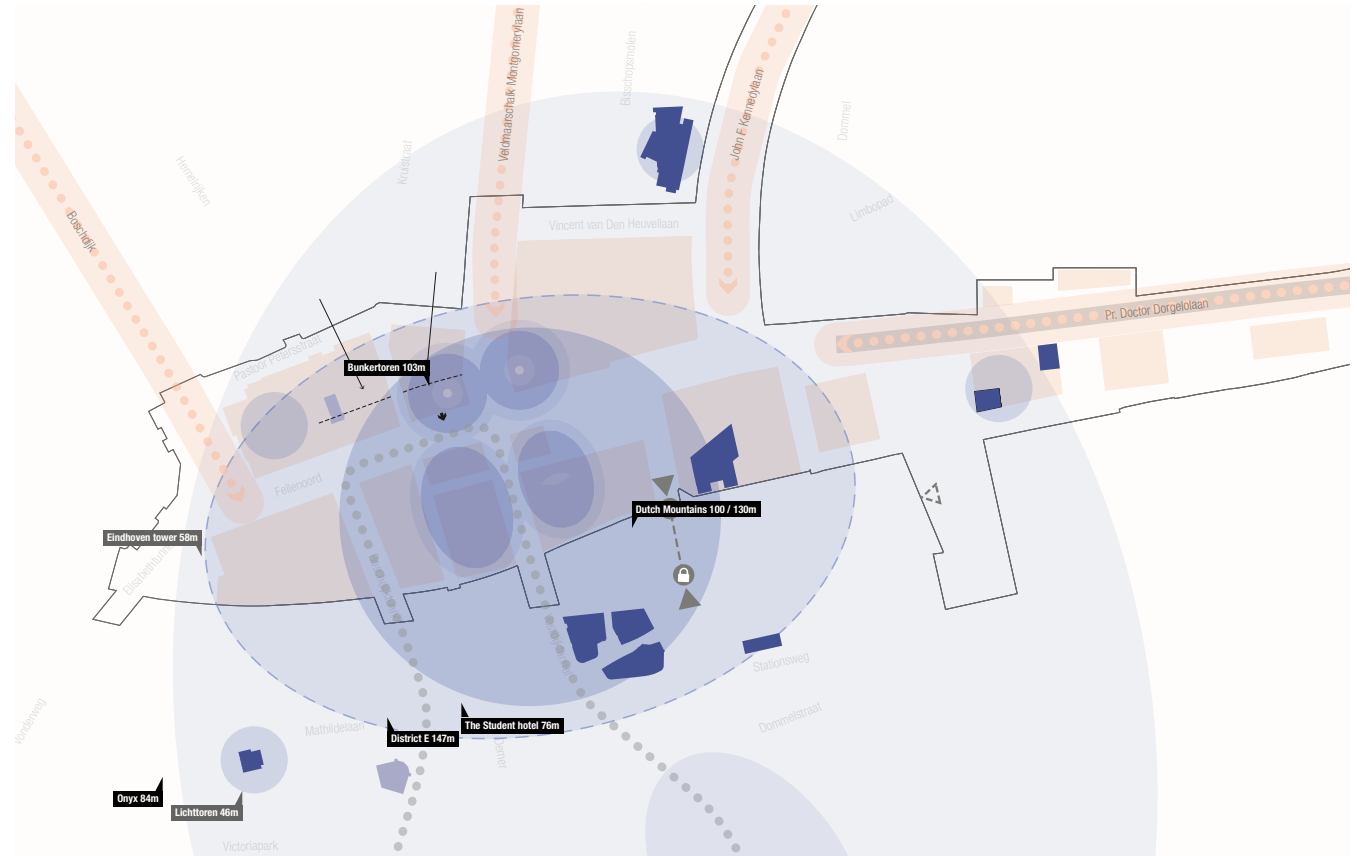 Veldmaarschalk Montgomerylaan
Bisschopsmolen
John F Kennedylaan
Dommel
Hemelrijken
Kruisstraat
Limbopad
Boschdijk
Vincent van Den Heuvellaan
Pr. Doctor Dorgelolaan
Pastoor Petersstraat
Bunkertoren 103m
Fellenoord
Dutch Mountains 100 / 130m
Eindhoven tower 58m
Stationsweg
Vonderweg
Mathildelaan
The Student hotel 76m
Dommelstraat
District E 147m
Demer
Onyx 84m
Lichttoren 46m
Victoriapark